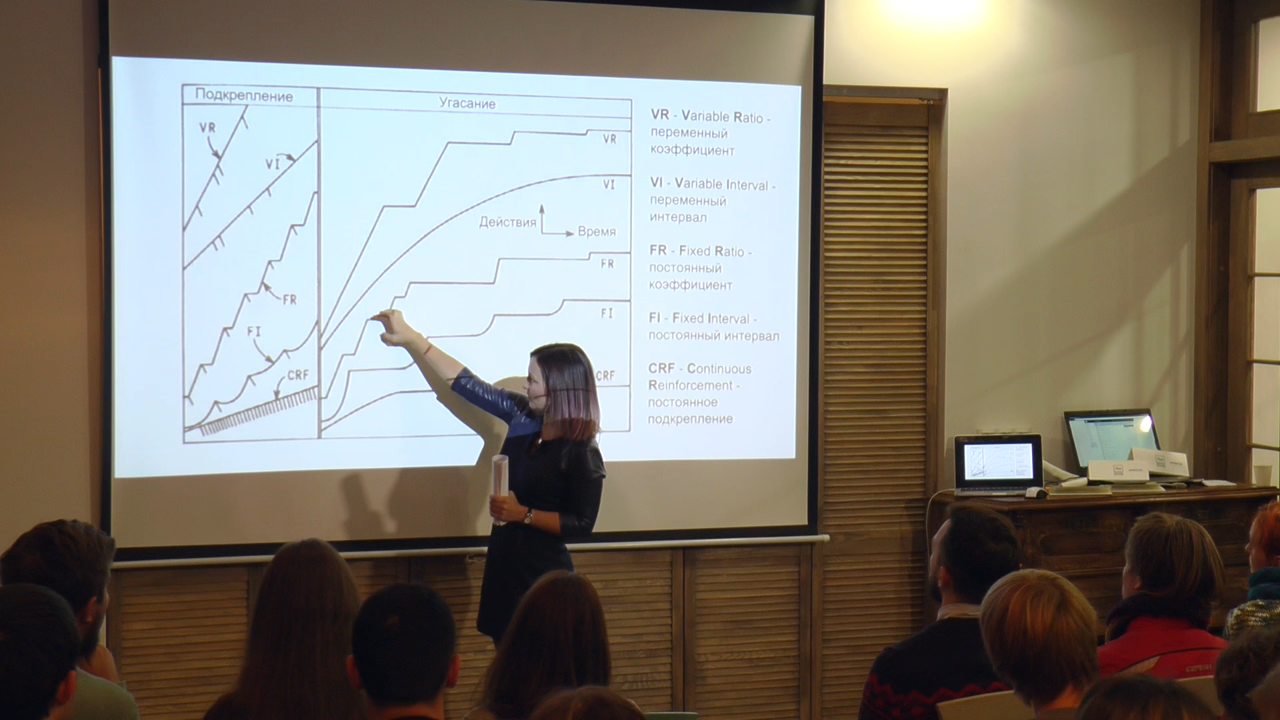 Подкрепление
Угасание
VR
VI
FR
FI
CRF
VR
VI
Действия
Время
FR
FI
CRF
VR - Variable Ratio -
переменный
коэффициент
VI - Variable Interval -
переменный
интервал
FR - Fixed Ratio -
постоянный
коэффициент
FI - Fixed Interval -
постоянный интервал
CRF - Continuous
Reinforcement -
постоянное
подкрепление